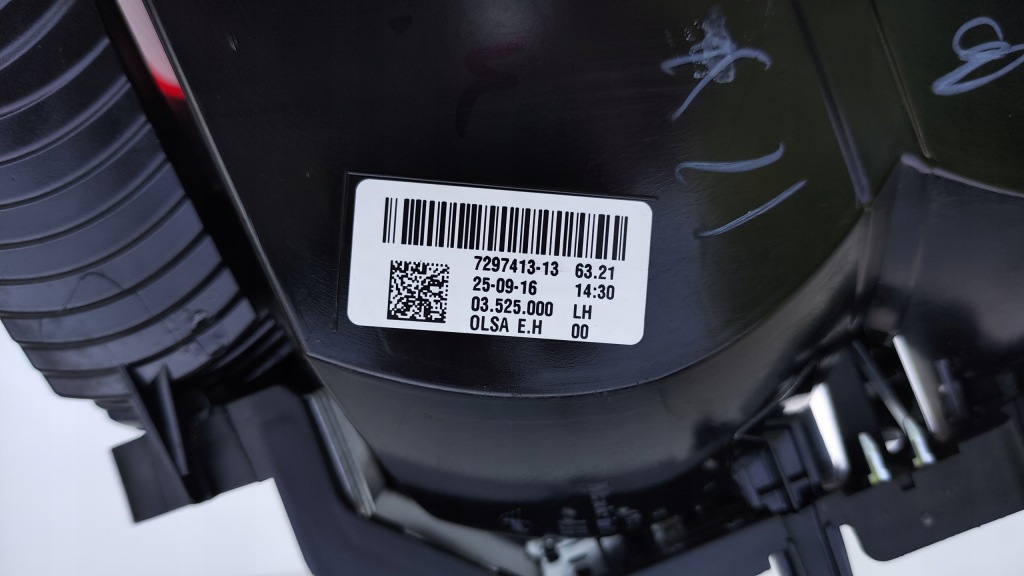 7297413-13 63.21
25-09-16 14:30
03.525.000 LH
OLSA E.H 00